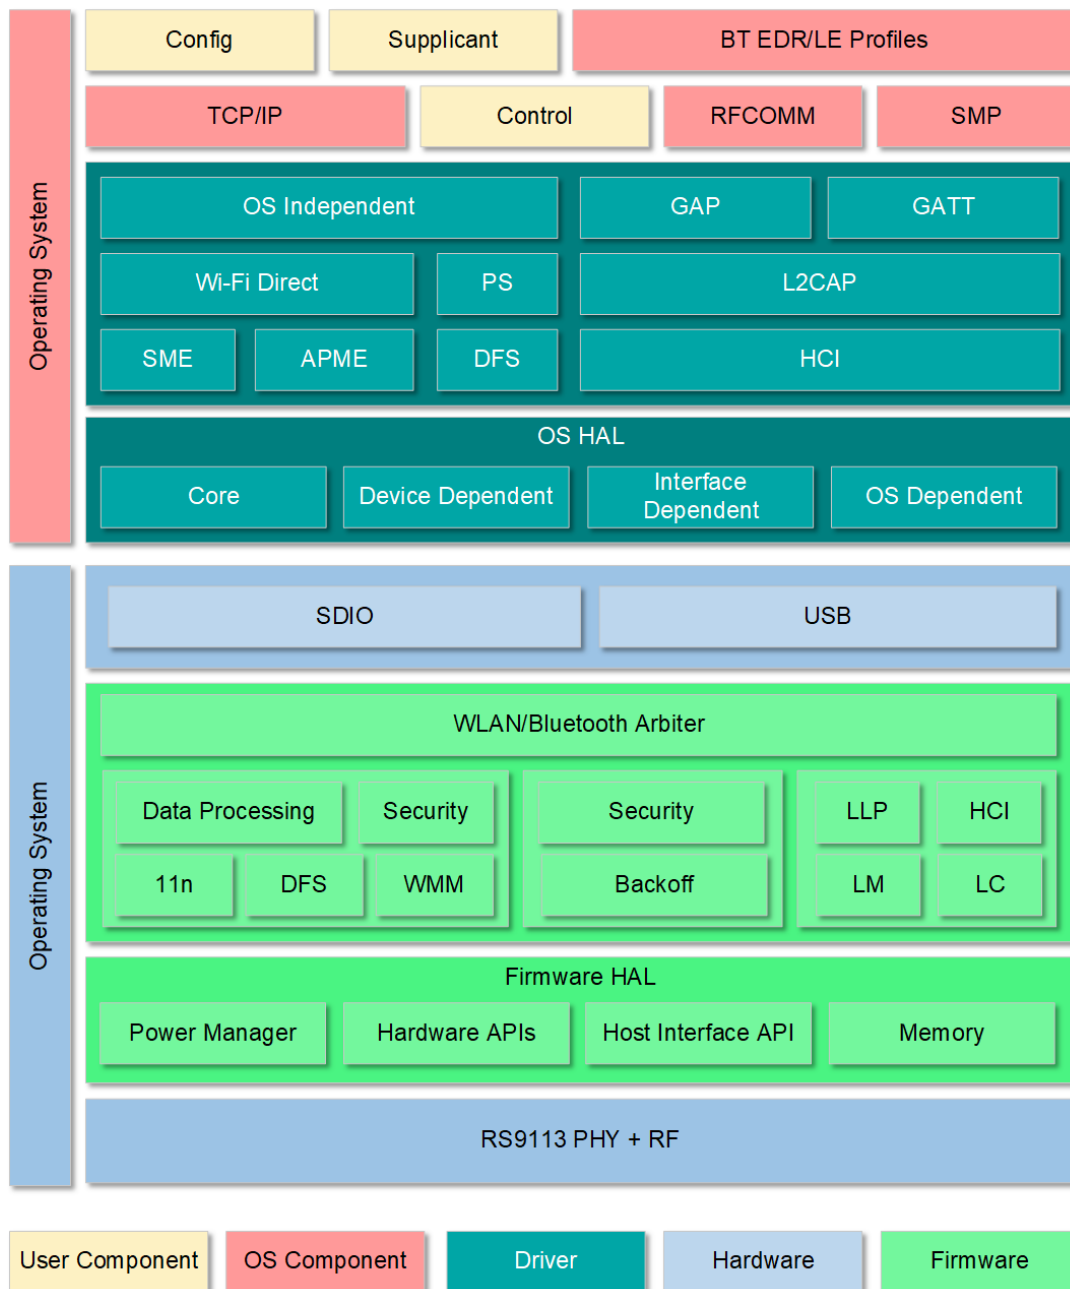 Config
Supplicant
BT EDR/LE Profiles
TCP/IP
Control
RFCOMM
SMP
Operating System
OS Independent
GAP
GATT
Wi-Fi Direct
PS
L2CAP
SME
APME
DFS
HCI
OS HAL
Core
Device Dependent
Interface
Dependent
OS Dependent
SDIO
USB
Operating System
WLAN/Bluetooth Arbiter
Data Processing
Security
Security
LLP
HCI
11n
DFS
WMM
Backoff
LM
LC
Firmware HAL
Power Manager
Hardware APIs
Host Interface API
Memory
RS9113 PHY + RF
User Component
OS Component
Driver
Hardware
Firmware